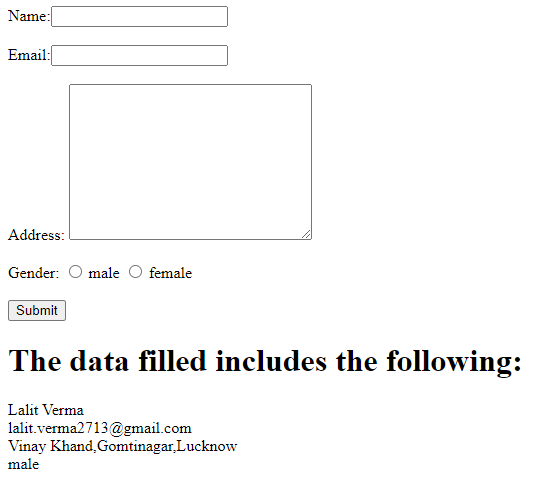 Name:
Email:
Address:
Gender: male female
Submit
The data filled includes the following:
Lalit Verma
lalit.verma2713@gmail.com
Vinay Khand,Gomtinagar,Lucknow
male